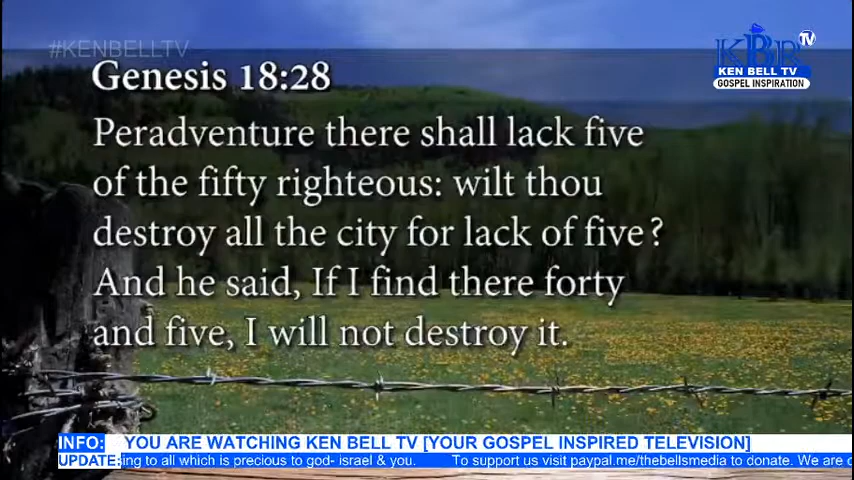 #KENBELLTV
KBR TV
KEN BELL TV
GOSPEL INSPIRATION
Genesis 18:28
Peradventure there shall lack five
of the fifty righteous: wilt thou
destroy all the city for lack of five?
And he said, If I find there forty
and five, I will not destroy it.
INFO: YOU ARE WATCHING KEN BELL TV [YOUR GOSPEL INSPIRED TELEVISION]
UPDATE to all which is precious to god- israel & you. To support us visit paypal.me/thebellsmedia to donate. We are